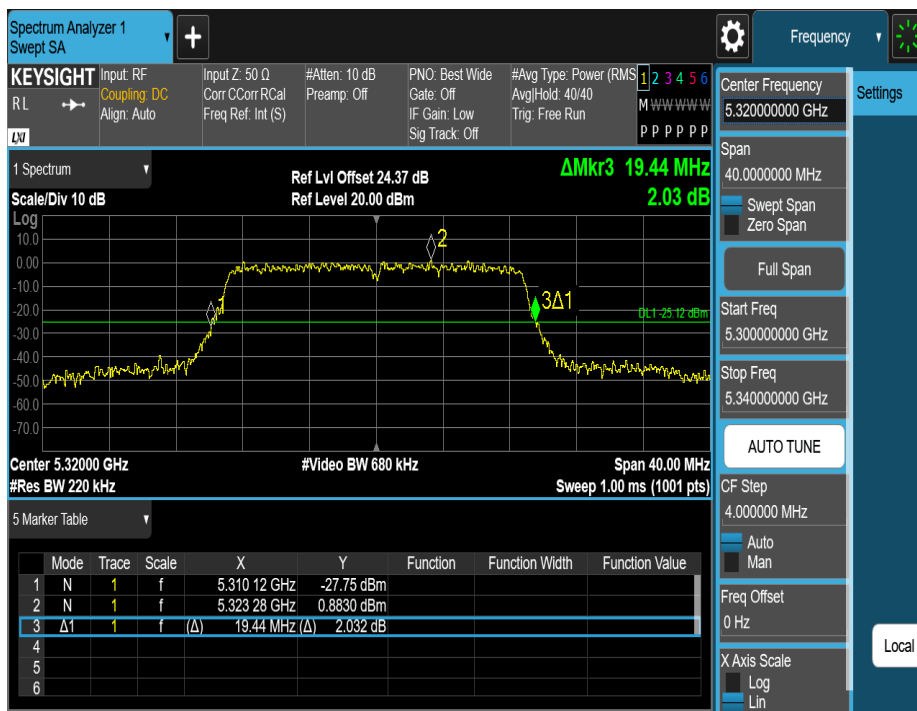 Spectrum Analyzer 1
Swept SA
+
Frequency
KEYSIGHT
RL
LXI
Input: RF
Coupling: DC
Align: Auto
Input Z: 50 Ω
Corr CCorr RCal
Freq Ref: Int (S)
#Atten: 10 dB
Preamp: Off
PNO: Best Wide
Gate: Off
IF Gain: Low
Sig Track: Off
#Avg Type: Power (RMS
Avg|Hold: 40/40
Trig: Free Run
1 2 3 4 5 6
M W W W W W
P P P P P P
1 Spectrum
Scale/Div 10 dB
Ref Lvl Offset 24.37 dB
Ref Level 20.00 dBm
ΔMkr3 19.44 MHz
2.03 dB
Log
10.0
0.00
-10.0
-20.0
-30.0
-40.0
-50.0
-60.0
-70.0
1
2
3Δ1
DL1 -25.12 dBm
Center 5.32000 GHz
#Video BW 680 kHz
Span 40.00 MHz
#Res BW 220 kHz
Sweep 1.00 ms (1001 pts)
5 Marker Table
Mode Trace Scale X Y Function Function Width Function Value
1 N 1 f 5.310 12 GHz -27.75 dBm
2 N 1 f 5.323 28 GHz 0.8830 dBm
3 Δ1 1 f (Δ) 19.44 MHz (Δ) 2.032 dB
4
5
6
Center Frequency
5.320000000 GHz
Settings
Span
40.0000000 MHz
Swept Span
Zero Span
Full Span
Start Freq
5.300000000 GHz
Stop Freq
5.340000000 GHz
AUTO TUNE
CF Step
4.000000 MHz
Auto
Man
Freq Offset
0 Hz
Local
X Axis Scale
Log
Lin